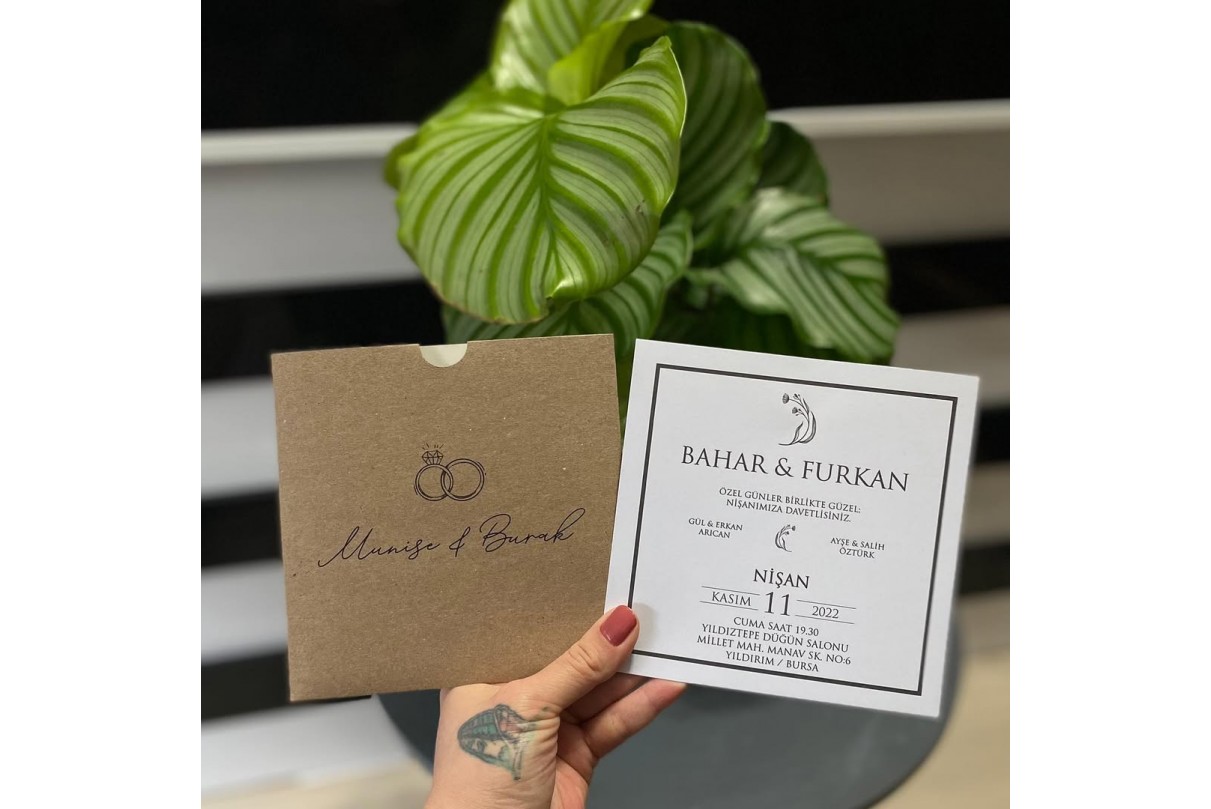 Munise & Burak
BAHAR & FURKAN
ÖZEL GÜNLER BİRLİKTE GÜZEL;
NİŞANIMIZA DAVETLİSİNİZ.
GÜL & ERKAN
ARICAN
AYŞE & SALİH
ÖZTÜRK
NİŞAN
KASIM 11 2022
CUMA SAAT 19.30
YILDIZTEPE DÜĞÜN SALONU
MİLLET MAH. MANAV SK. NO:6
YILDIRIM / BURSA